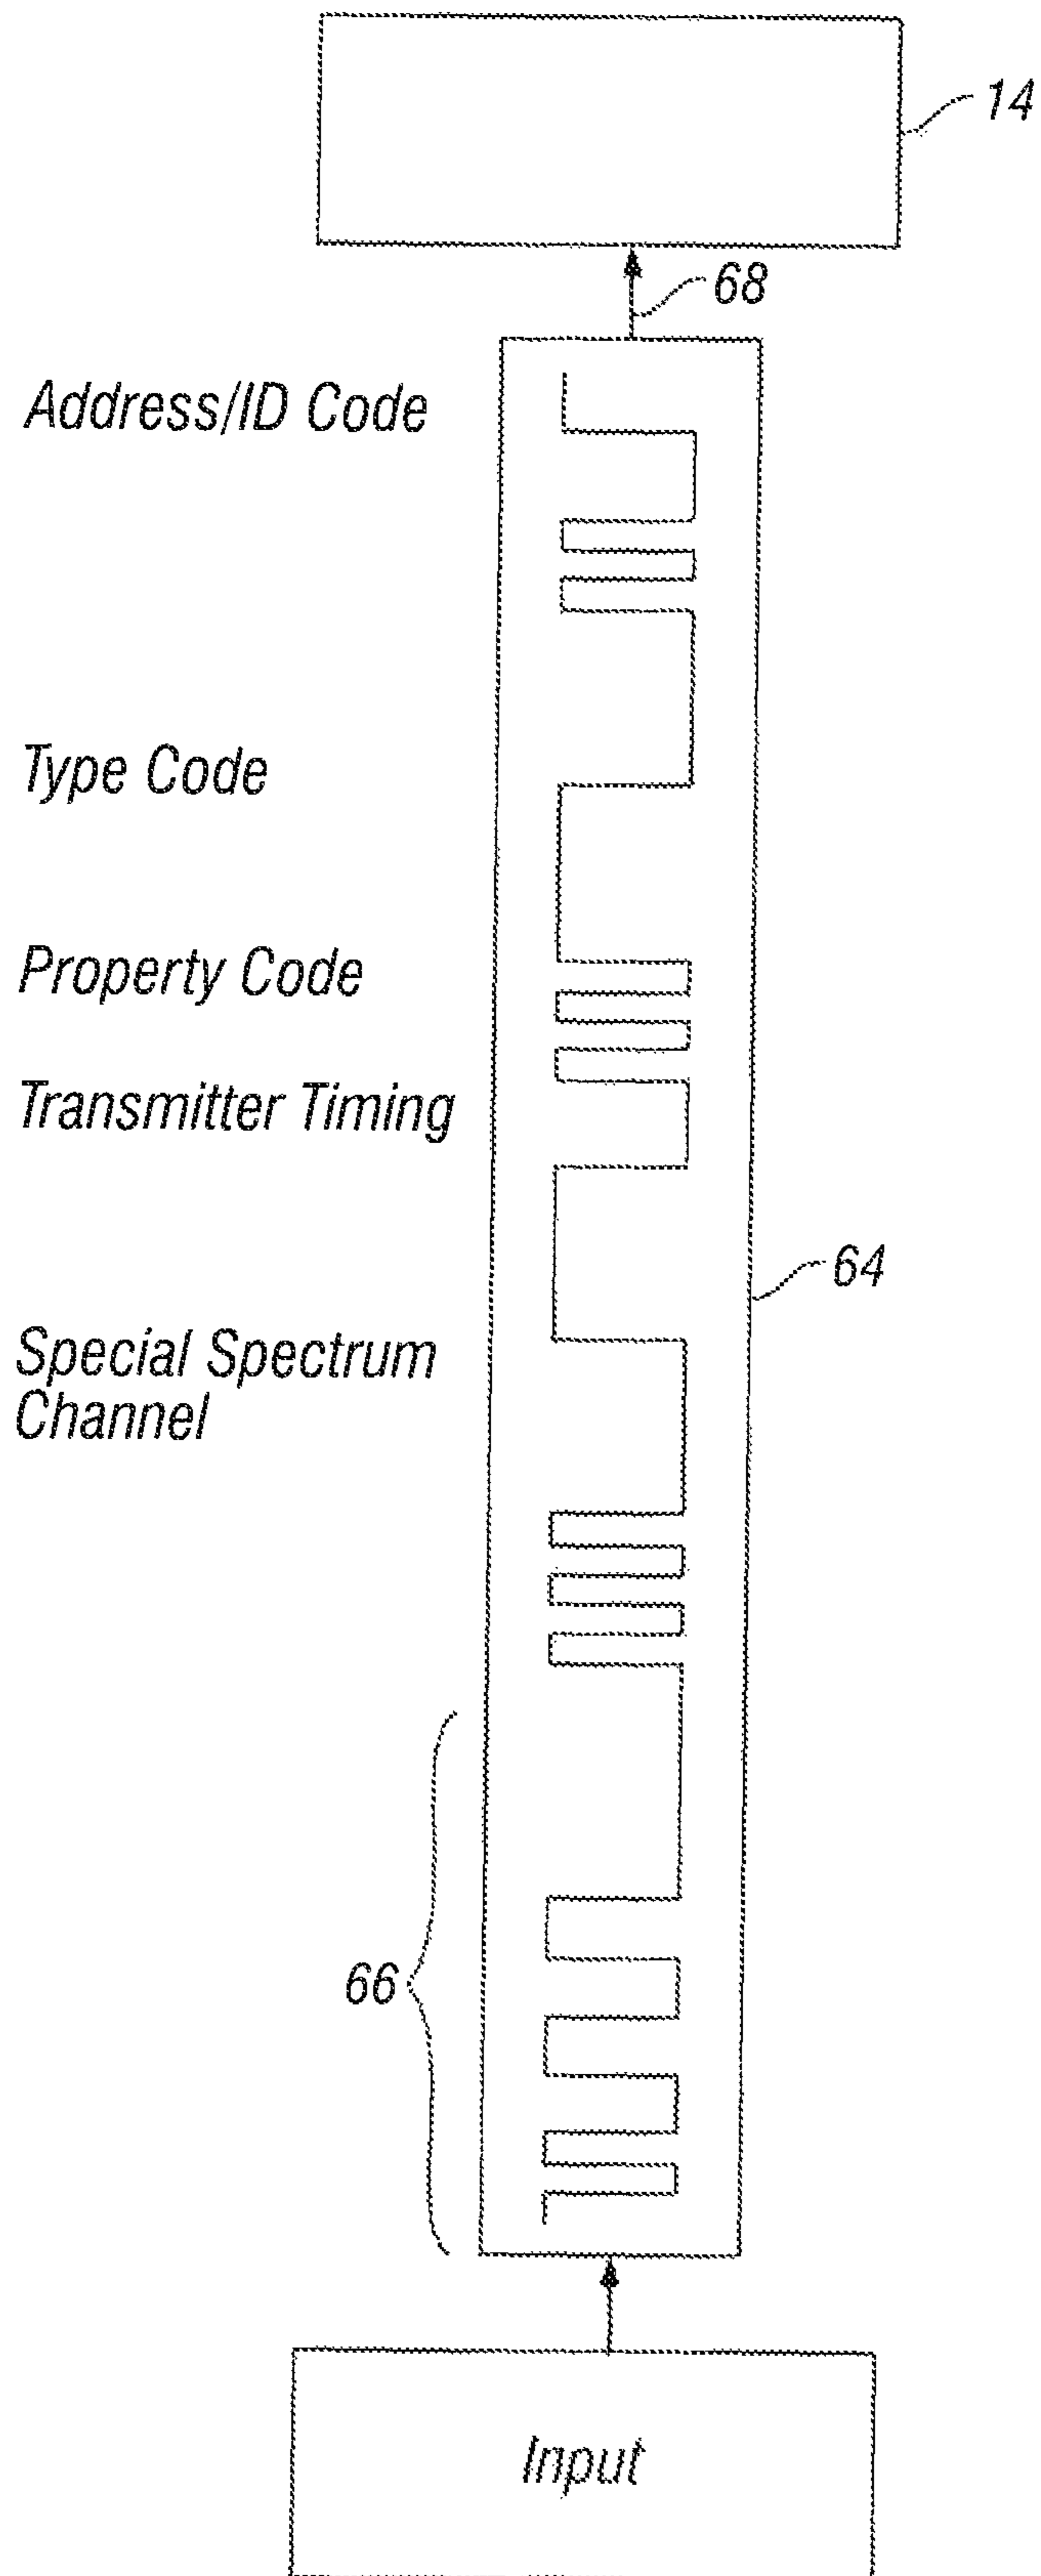 14
68
Address/ID Code
Type Code
Property Code
Transmitter Timing
64
Special Spectrum
Channel
66
Input